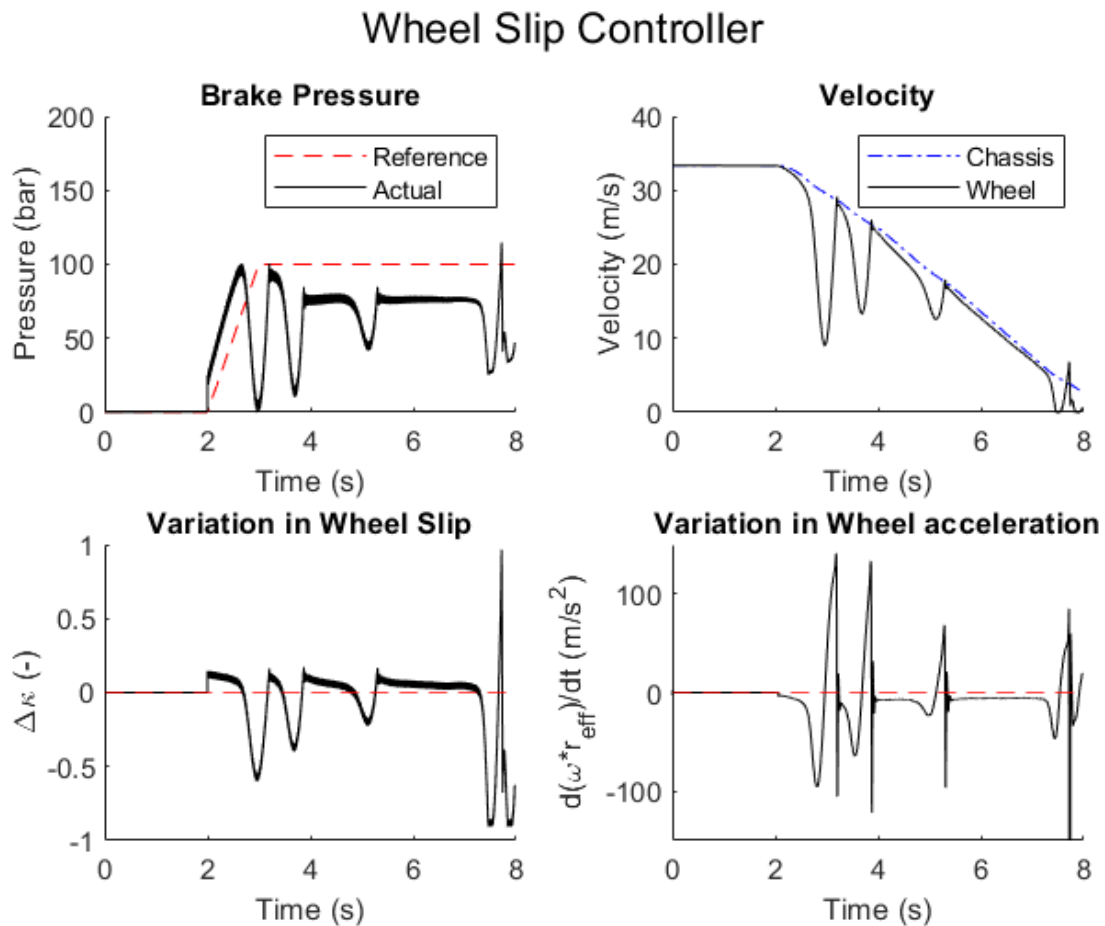 Wheel Slip Controller
Brake Pressure
200
150
100
50
0
Pressure (bar)
Reference
Actual
0 2 4 6 8
Time (s)
Velocity
40
30
20
10
0
Velocity (m/s)
Chassis
Wheel
0 2 4 6 8
Time (s)
Variation in Wheel Slip
1
0.5
0
-0.5
-1
Δκ (-)
0 2 4 6 8
Time (s)
Variation in Wheel acceleration
100
0
-100
d(ω*r_eff)/dt (m/s²)
0 2 4 6 8
Time (s)